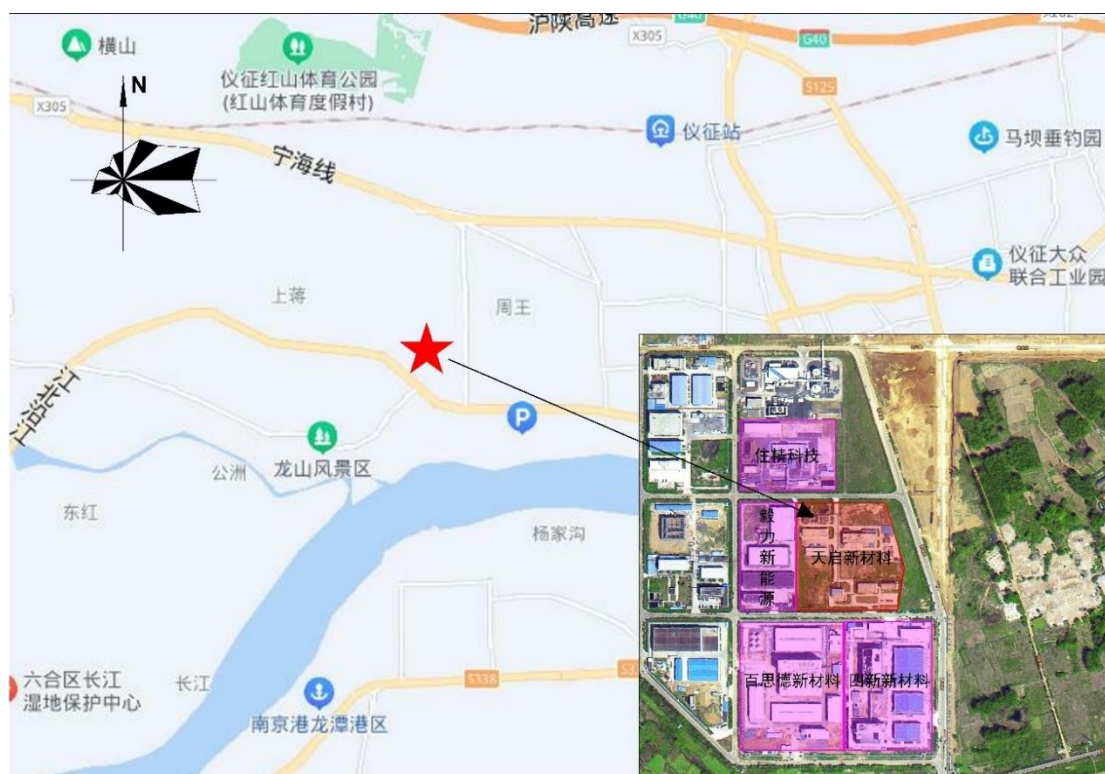 沪陕高速
G40
G40
X202
X305
横山
仪征红山体育公园
(红山体育度假村)
S125
X305
N
仪征站
马坝垂钓园
宁海线
仪征大众
联合工业园
上蒋
周王
江北沿江
P
龙山风景区
公洲
东红
杨家沟
住精科技
毅力新能源
天启新材料
百思德新材料
四新新材料
六合区长江
湿地保护中心
长江
S338
南京港龙潭港区